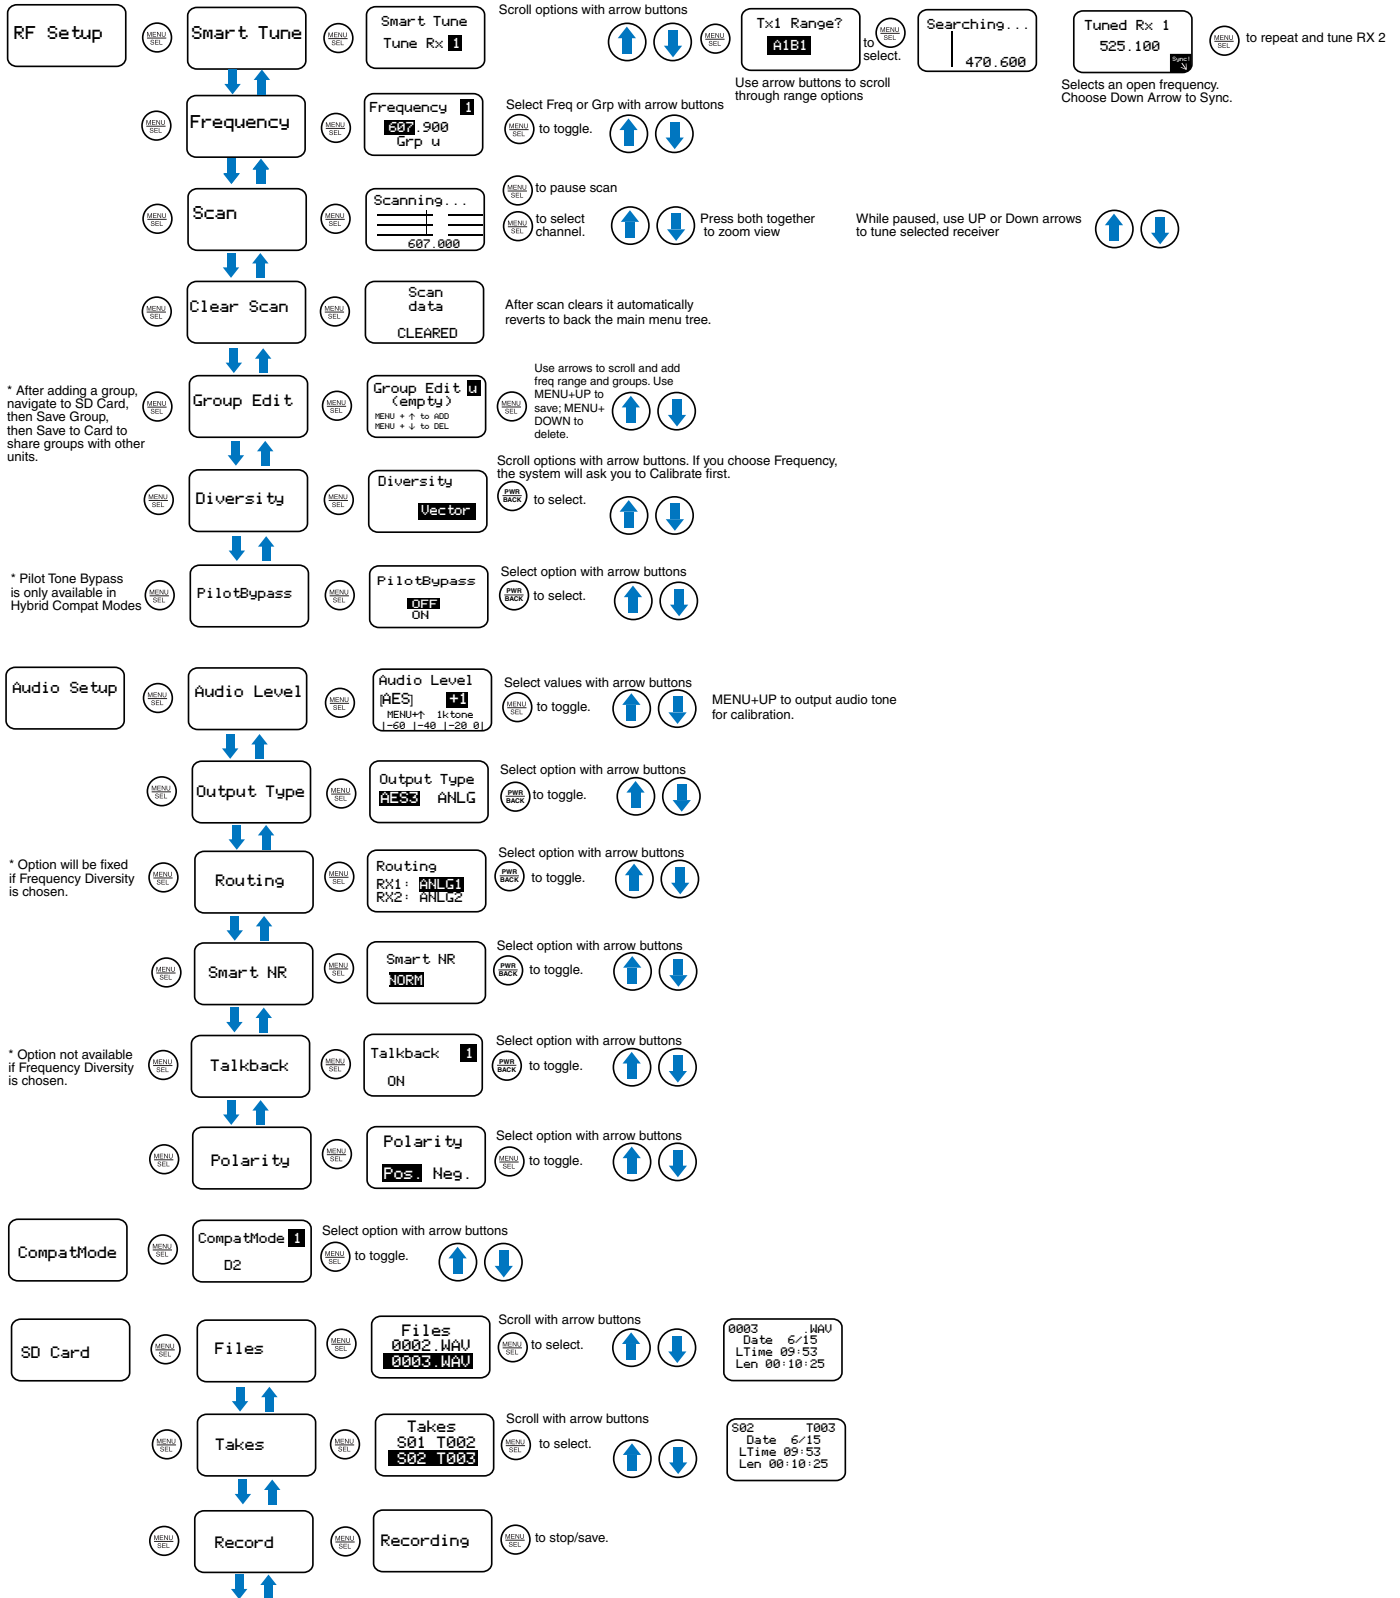 RF Setup
MENU
SEL
Smart Tune
MENU
SEL
Smart Tune
Tune Rx 1
Scroll options with arrow buttons
MENU
SEL
Tx1 Range?
A1B1
Use arrow buttons to scroll
through range options
to
MENU
SEL
select.
Searching...
470.600
Tuned Rx 1
525.100
Sync!
Selects an open frequency.
Choose Down Arrow to Sync.
MENU
SEL
to repeat and tune RX 2
MENU
SEL
Frequency
MENU
SEL
Frequency 1
607.900
Grp u
Select Freq or Grp with arrow buttons
MENU
SEL
to toggle.
MENU
SEL
Scan
MENU
SEL
Scanning...
607.000
MENU
SEL
to pause scan
MENU
SEL
to select
channel.
Press both together
to zoom view
While paused, use UP or Down arrows
to tune selected receiver
MENU
SEL
Clear Scan
MENU
SEL
Scan
data
CLEARED
After scan clears it automatically
reverts to back the main menu tree.
* After adding a group,
navigate to SD Card,
then Save Group,
then Save to Card to
share groups with other
units.
MENU
SEL
Group Edit
MENU
SEL
Group Edit u
(empty)
MENU + ↑ to ADD
MENU + ↓ to DEL
MENU
SEL
Use arrows to scroll and add
freq range and groups. Use
MENU+UP to
save; MENU+
DOWN to
delete.
MENU
SEL
Diversity
MENU
SEL
Diversity
Vector
Scroll options with arrow buttons. If you choose Frequency,
the system will ask you to Calibrate first.
PWR
BACK
to select.
* Pilot Tone Bypass
is only available in
Hybrid Compat Modes
MENU
SEL
PilotBypass
MENU
SEL
PilotBypass
OFF
ON
Select option with arrow buttons
PWR
BACK
to select.
Audio Setup
MENU
SEL
Audio Level
MENU
SEL
Audio Level
[AES] +1
MENU+↑ 1ktone
|-60 |-40 |-20 0|
Select values with arrow buttons
MENU
SEL
to toggle.
MENU+UP to output audio tone
for calibration.
MENU
SEL
Output Type
MENU
SEL
Output Type
AES3 ANLG
Select option with arrow buttons
PWR
BACK
to toggle.
* Option will be fixed
if Frequency Diversity
is chosen.
MENU
SEL
Routing
MENU
SEL
Routing
RX1: ANLG1
RX2: ANLG2
Select option with arrow buttons
PWR
BACK
to toggle.
MENU
SEL
Smart NR
MENU
SEL
Smart NR
NORM
Select option with arrow buttons
PWR
BACK
to toggle.
* Option not available
if Frequency Diversity
is chosen.
MENU
SEL
Talkback
MENU
SEL
Talkback 1
ON
Select option with arrow buttons
PWR
BACK
to toggle.
MENU
SEL
Polarity
MENU
SEL
Polarity
Pos. Neg.
Select option with arrow buttons
MENU
SEL
to toggle.
CompatMode
MENU
SEL
CompatMode 1
D2
Select option with arrow buttons
MENU
SEL
to toggle.
SD Card
MENU
SEL
Files
MENU
SEL
Files
0002.WAV
0003.WAV
Scroll with arrow buttons
MENU
SEL
to select.
0003 .WAV
Date 6/15
LTime 09:53
Len 00:10:25
MENU
SEL
Takes
MENU
SEL
Takes
S01 T002
S02 T003
Scroll with arrow buttons
MENU
SEL
to select.
S02 T003
Date 6/15
LTime 09:53
Len 00:10:25
MENU
SEL
Record
MENU
SEL
Recording
MENU
SEL
to stop/save.